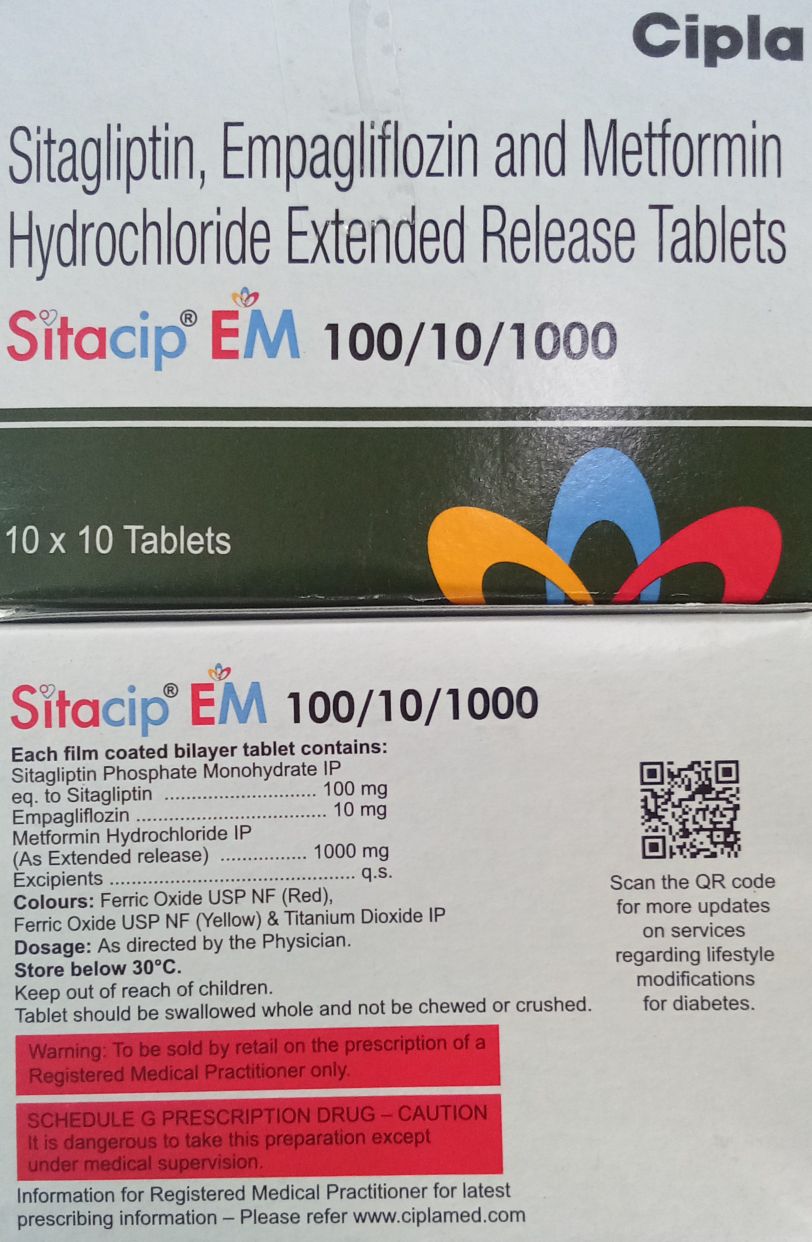 Cipla
Sitagliptin, Empagliflozin and Metformin
Hydrochloride Extended Release Tablets
Sitacip® EM 100/10/1000
10 x 10 Tablets
Sitacip® EM 100/10/1000
Each film coated bilayer tablet contains:
Sitagliptin Phosphate Monohydrate IP
eq. to Sitagliptin .......................... 100 mg
Empagliflozin ................................. 10 mg
Metformin Hydrochloride IP
(As Extended release) ................ 1000 mg
Excipients .......................................... q.s.
Colours: Ferric Oxide USP NF (Red),
Ferric Oxide USP NF (Yellow) & Titanium Dioxide IP
Dosage: As directed by the Physician.
Store below 30°C.
Keep out of reach of children.
Tablet should be swallowed whole and not be chewed or crushed.
Warning: To be sold by retail on the prescription of a
Registered Medical Practitioner only.
SCHEDULE G PRESCRIPTION DRUG – CAUTION
It is dangerous to take this preparation except
under medical supervision.
Information for Registered Medical Practitioner for latest
prescribing information – Please refer www.ciplamed.com
Scan the QR code
for more updates
on services
regarding lifestyle
modifications
for diabetes.